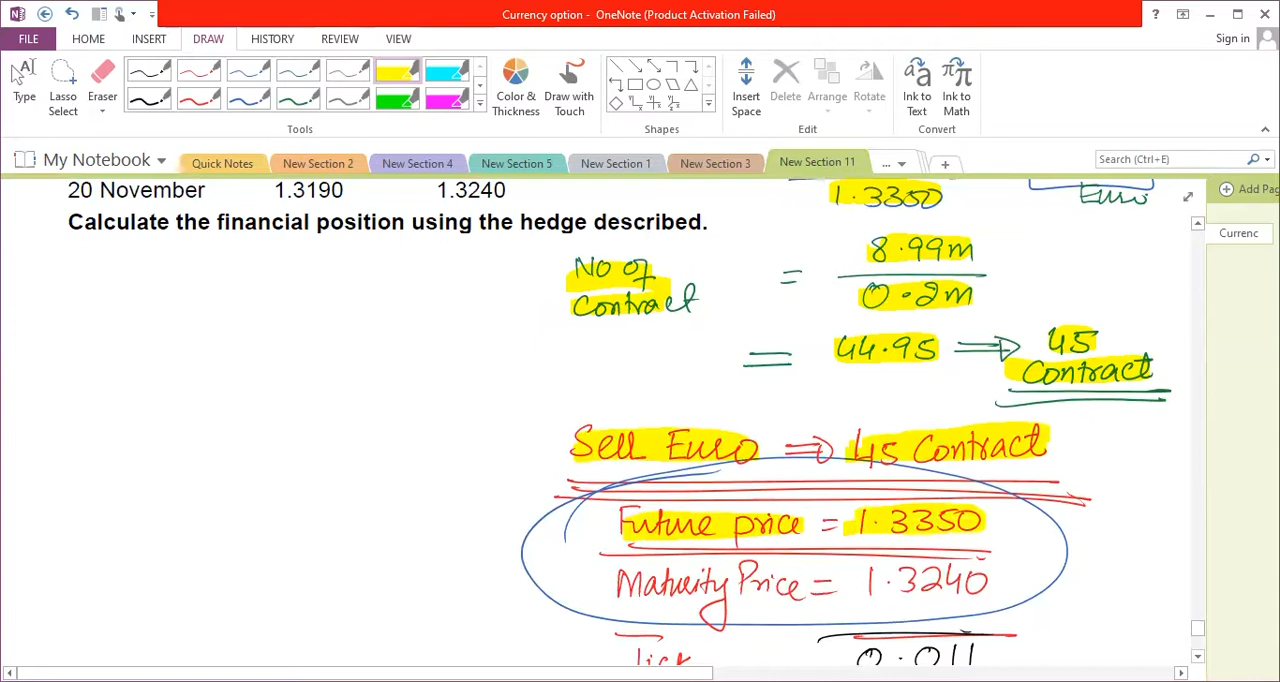 Currency option - OneNote (Product Activation Failed)
FILE HOME INSERT DRAW HISTORY REVIEW VIEW
Sign in
Type
Lasso Select
Eraser
Color & Thickness
Draw with Touch
Insert Space
Delete
Arrange
Rotate
Ink to Text
Ink to Math
Tools
Shapes
Edit
Convert
My Notebook
Quick Notes New Section 2 New Section 4 New Section 5 New Section 1 New Section 3 New Section 11 ...
Search (Ctrl+E)
Add Pag
Currenc
20 November 1.3190 1.3240
1.3350
Euro
Calculate the financial position using the hedge described.
No of Contract = 8.99m
0.2m
= 44.95 ⇒ 45 Contract
Sell Euro ⇒ 45 Contract
Future price = 1.3350
Maturity Price = 1.3240
Tick 0.011